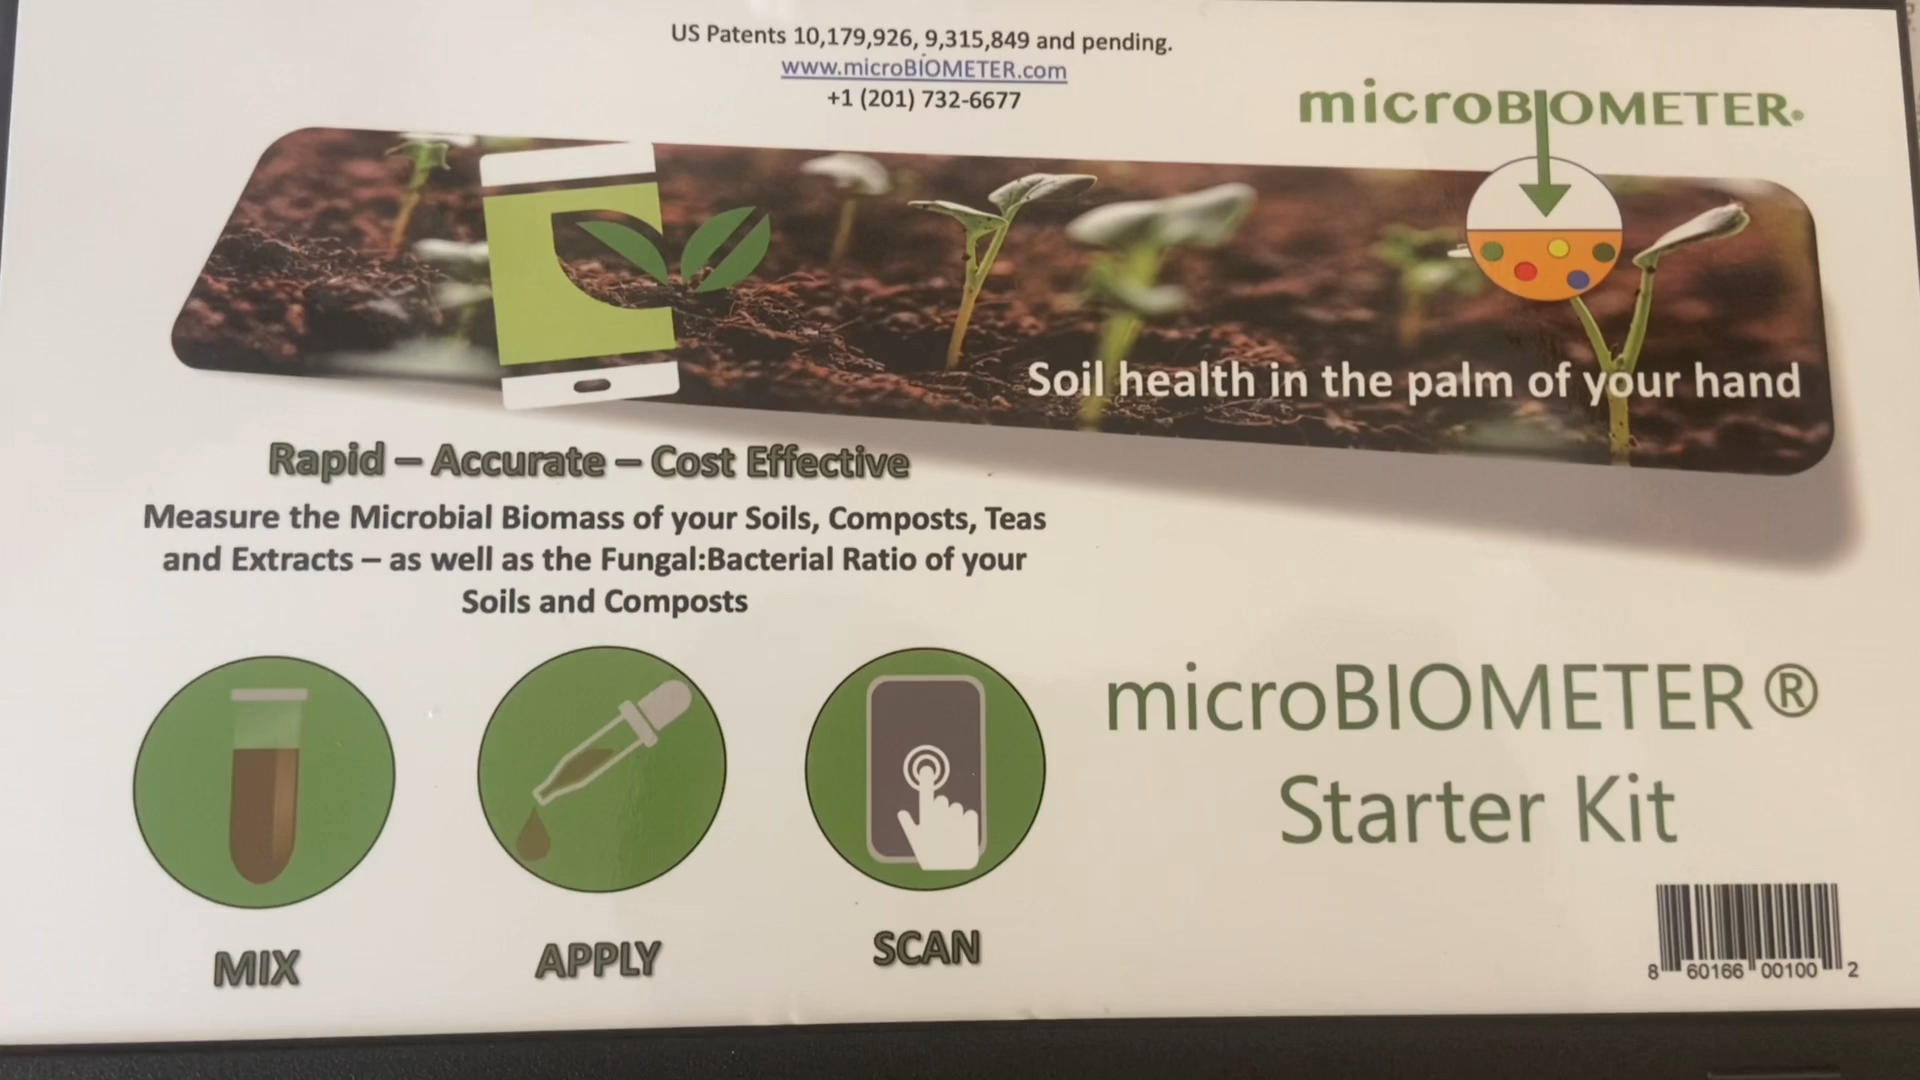 US Patents 10,179,926, 9,315,849 and pending.
www.microBIOMETER.com
+1 (201) 732-6677
microBIOMETER®
Soil health in the palm of your hand
Rapid – Accurate – Cost Effective
Measure the Microbial Biomass of your Soils, Composts, Teas
and Extracts – as well as the Fungal:Bacterial Ratio of your
Soils and Composts
MIX
APPLY
SCAN
microBIOMETER®
Starter Kit
8 60166 00100 2